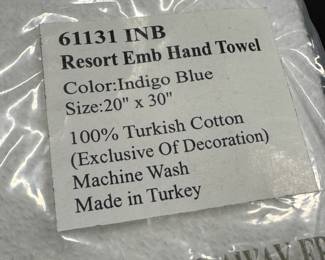 61131 INB
Resort Emb Hand Towel
Color:Indigo Blue
Size:20" x 30"
100% Turkish Cotton
(Exclusive Of Decoration)
Machine Wash
Made in Turkey